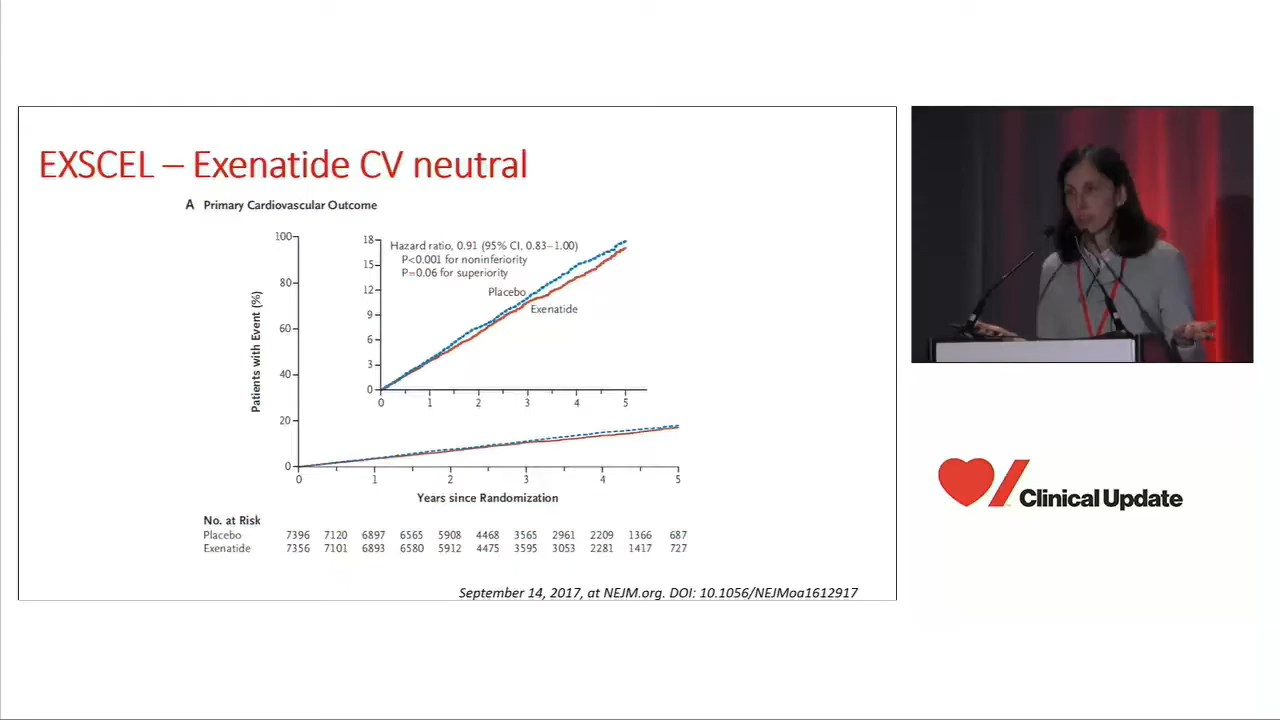 EXSCEL – Exenatide CV neutral
A Primary Cardiovascular Outcome
Patients with Event (%)
100
80
60
40
20
0
18
15
12
9
6
3
0
Hazard ratio, 0.91 (95% CI, 0.83–1.00)
P<0.001 for noninferiority
P=0.06 for superiority
Placebo
Exenatide
0 1 2 3 4 5
0 1 2 3 4 5
Years since Randomization
No. at Risk
Placebo 7396 7120 6897 6565 5908 4468 3565 2961 2209 1366 687
Exenatide 7356 7101 6893 6580 5912 4475 3595 3053 2281 1417 727
September 14, 2017, at NEJM.org. DOI: 10.1056/NEJMoa1612917
Clinical Update